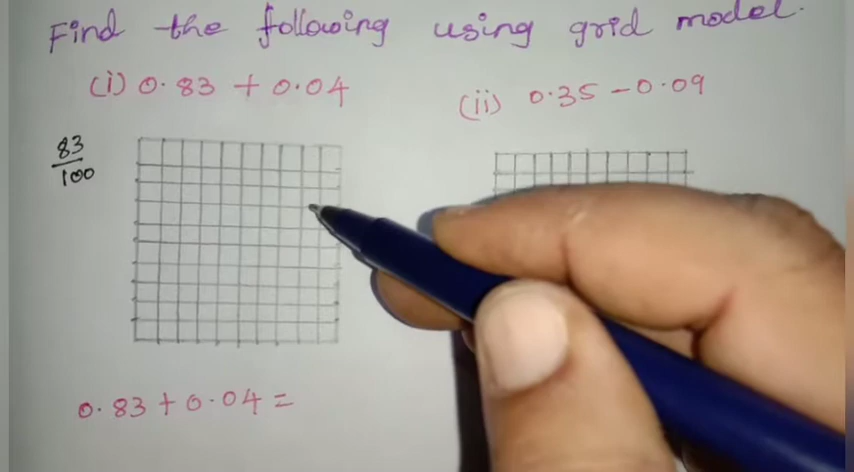 Find the following using grid model.
(i) 0.83 + 0.04
(ii) 0.35 - 0.09
83
100
0.83 + 0.04 =